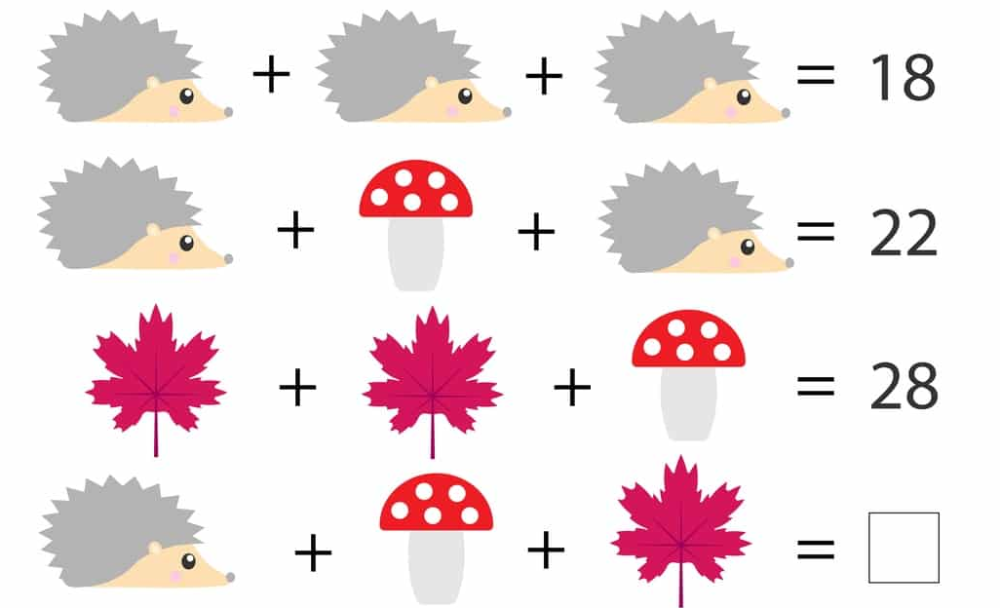 + + = 18
+ + = 22
+ + = 28
+ + =